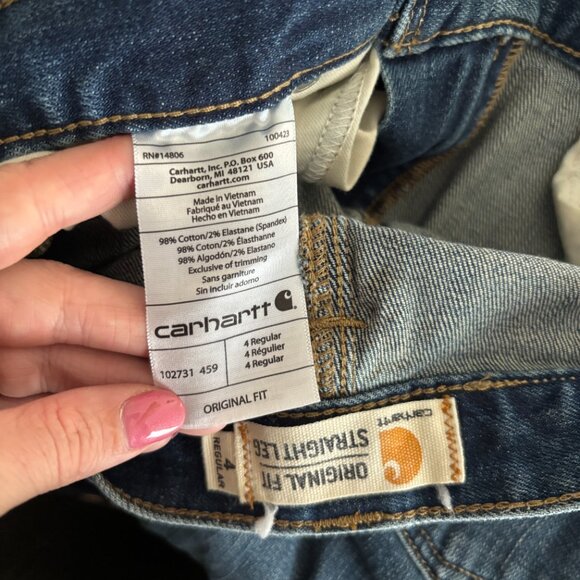 RN#14806 100423
Carhartt, Inc. P.O. Box 600
Dearborn, MI 48121 USA
carhartt.com
Made in Vietnam
Fabriqué au Vietnam
Hecho en Vietnam
98% Cotton/2% Elastane (Spandex)
98% Coton/2% Élasthanne
98% Algodón/2% Elastano
Exclusive of trimming
Sans garniture
Sin incluir adorno
carhartt
102731 459
4 Regular
4 Régulier
4 Regular
ORIGINAL FIT
carhartt
ORIGINAL FIT
STRAIGHT LEG
4
REGULAR